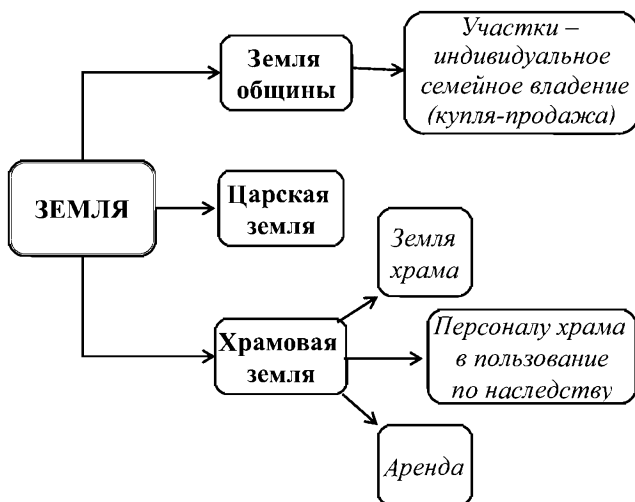 Земля
общины
Участки –
индивидуальное
семейное владение
(купля-продажа)
ЗЕМЛЯ
Царская
земля
Земля
храма
Храмовая
земля
Персоналу храма
в пользование
по наследству
Аренда